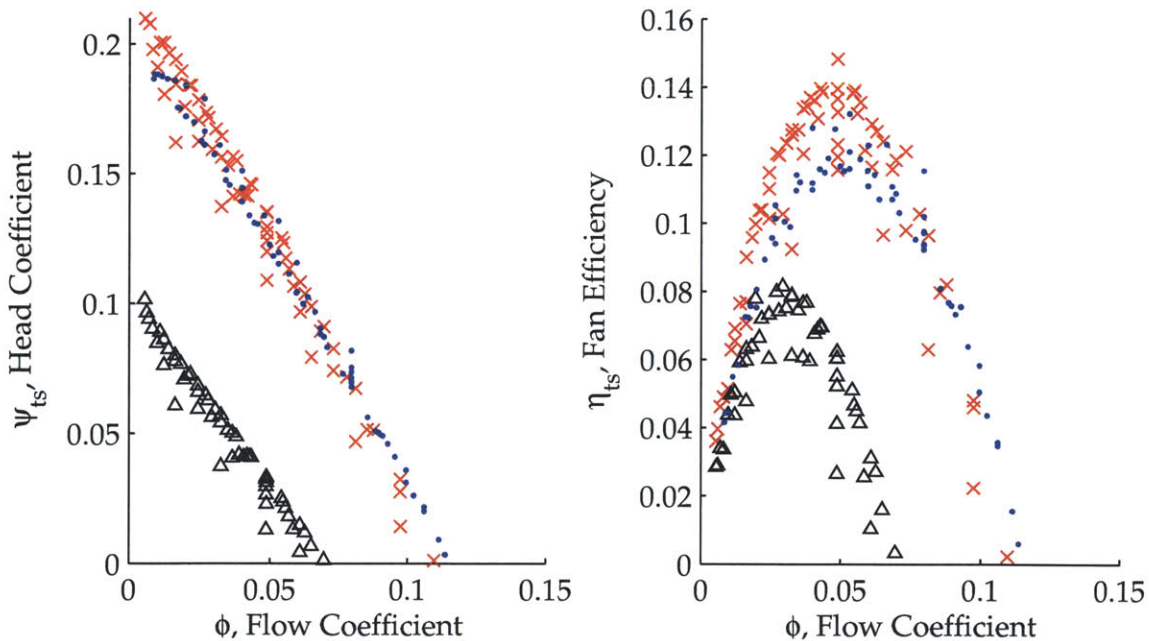 ψts, Head Coefficient
0.2
0.15
0.1
0.05
0
0 0.05 0.1 0.15
ϕ, Flow Coefficient
ηts, Fan Efficiency
0.16
0.14
0.12
0.1
0.08
0.06
0.04
0.02
0
0 0.05 0.1 0.15
ϕ, Flow Coefficient